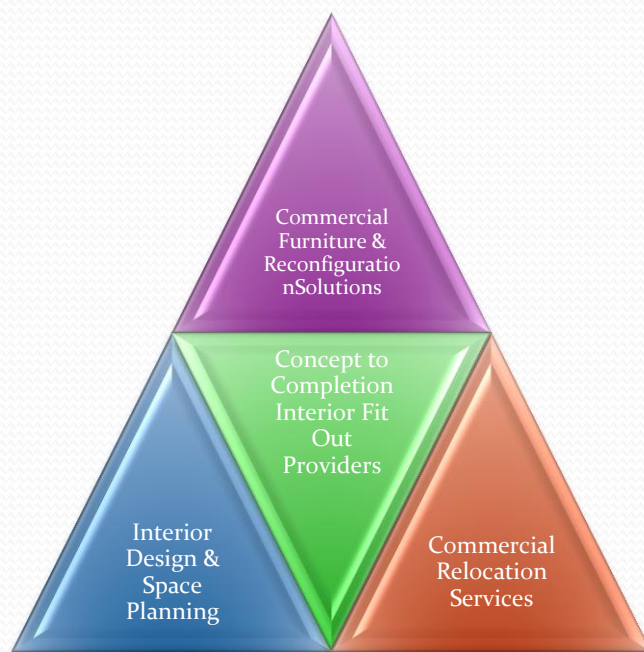 Commercial
Furniture &
Reconfiguratio
nSolutions
Concept to
Completion
Interior Fit
Out
Providers
Interior
Design &
Space
Planning
Commercial
Relocation
Services